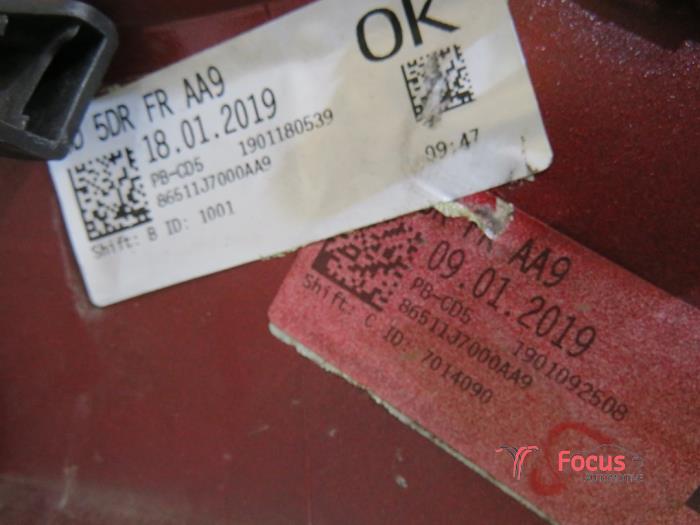 OK
5DR FR AA9
18.01.2019
PB-CD5 1901180539
86511J7000AA9
09:47
Shift: B ID: 1001
FR AA9
09.01.2019
PB-CD5 1901092508
86511J7000AA9
Shift: C ID: 7014090
Focus
AUTOMOTIVE